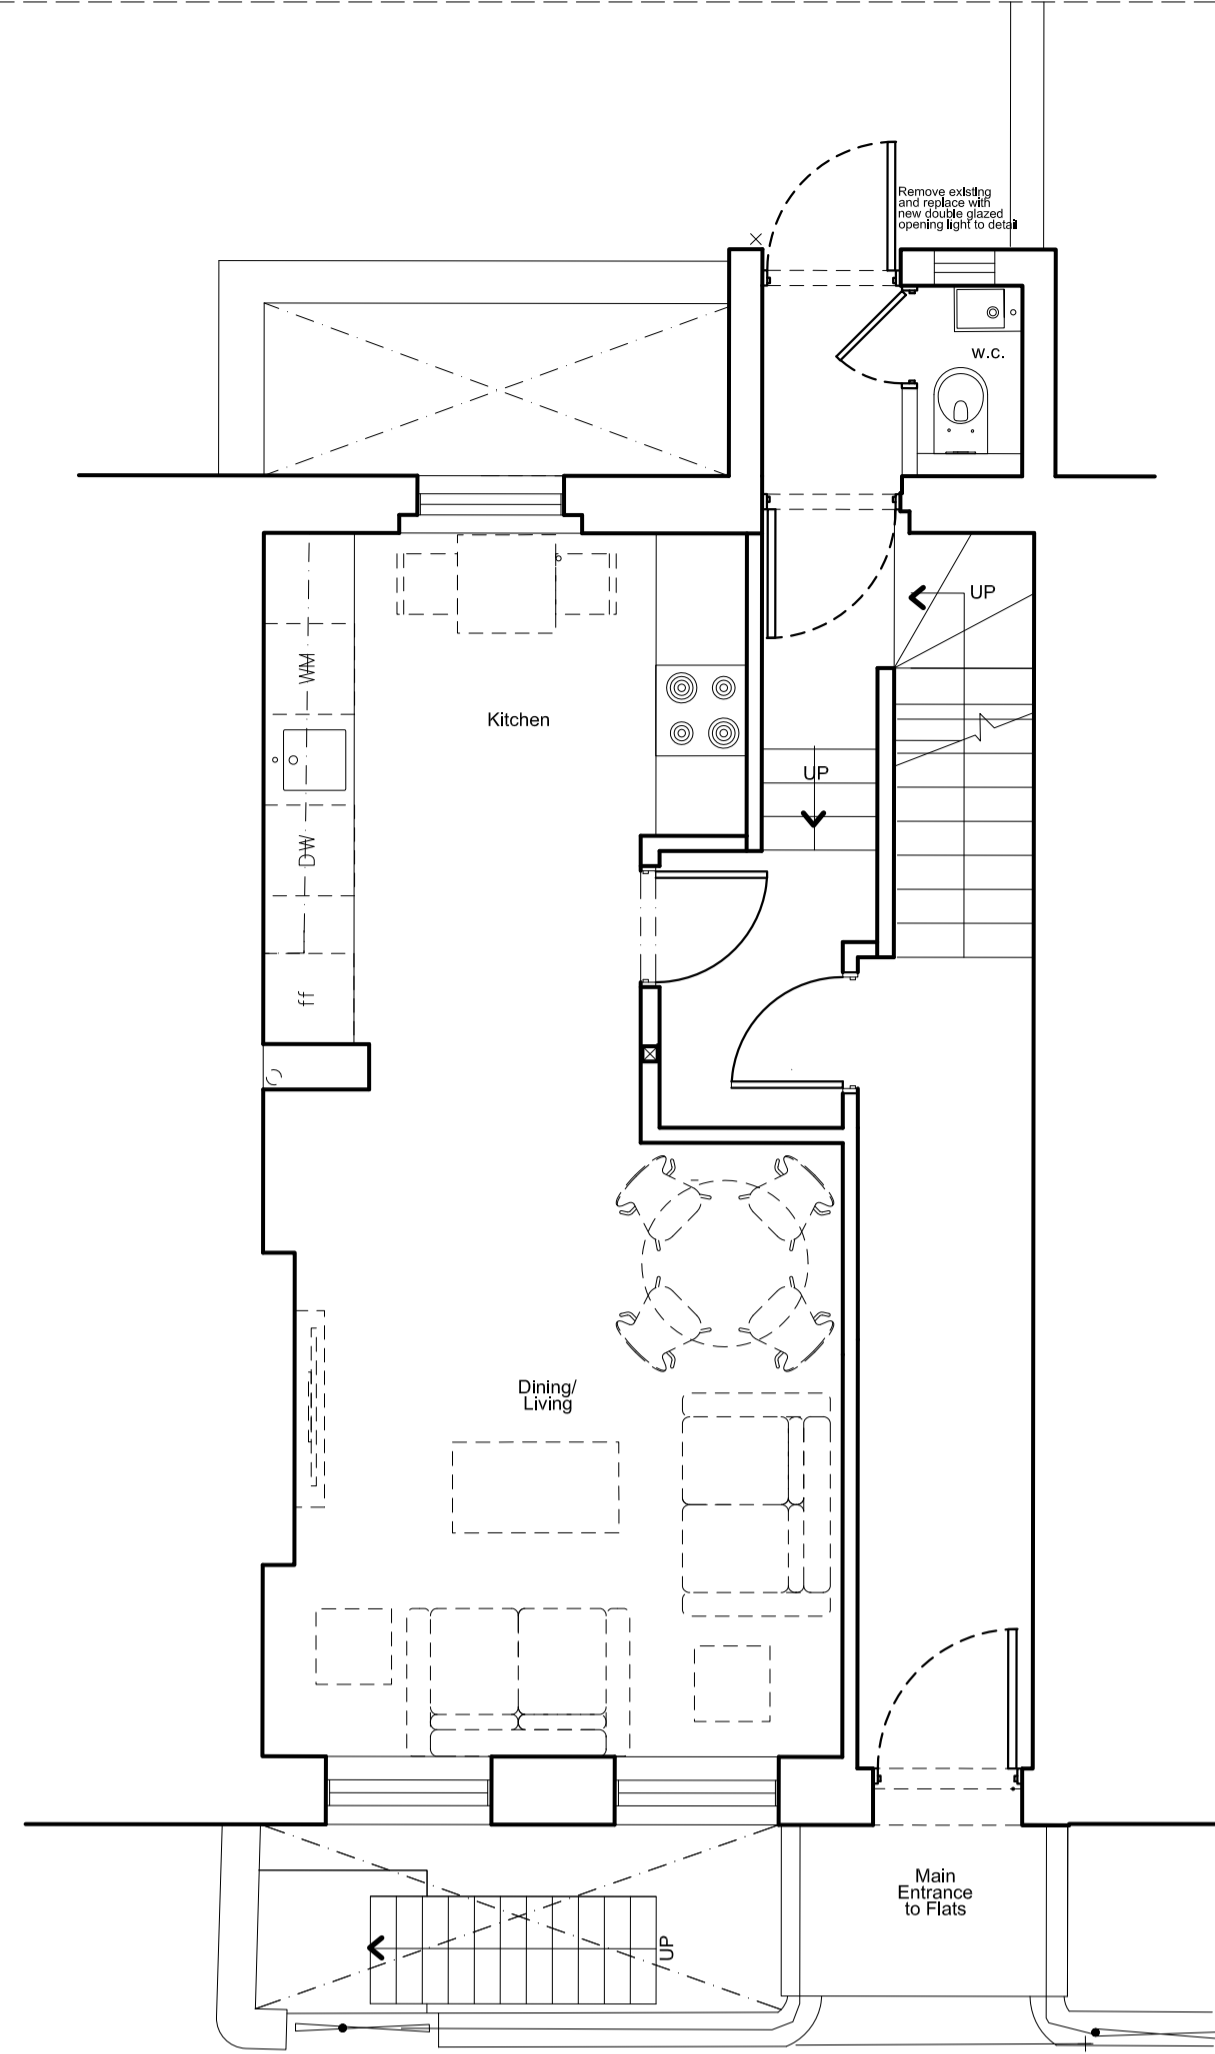 Remove existing
and replace with
new double glazed
opening light to detail
w.c.
UP
WM
Kitchen
UP
DW
ff
Dining/
Living
Main
Entrance
to Flats
UP